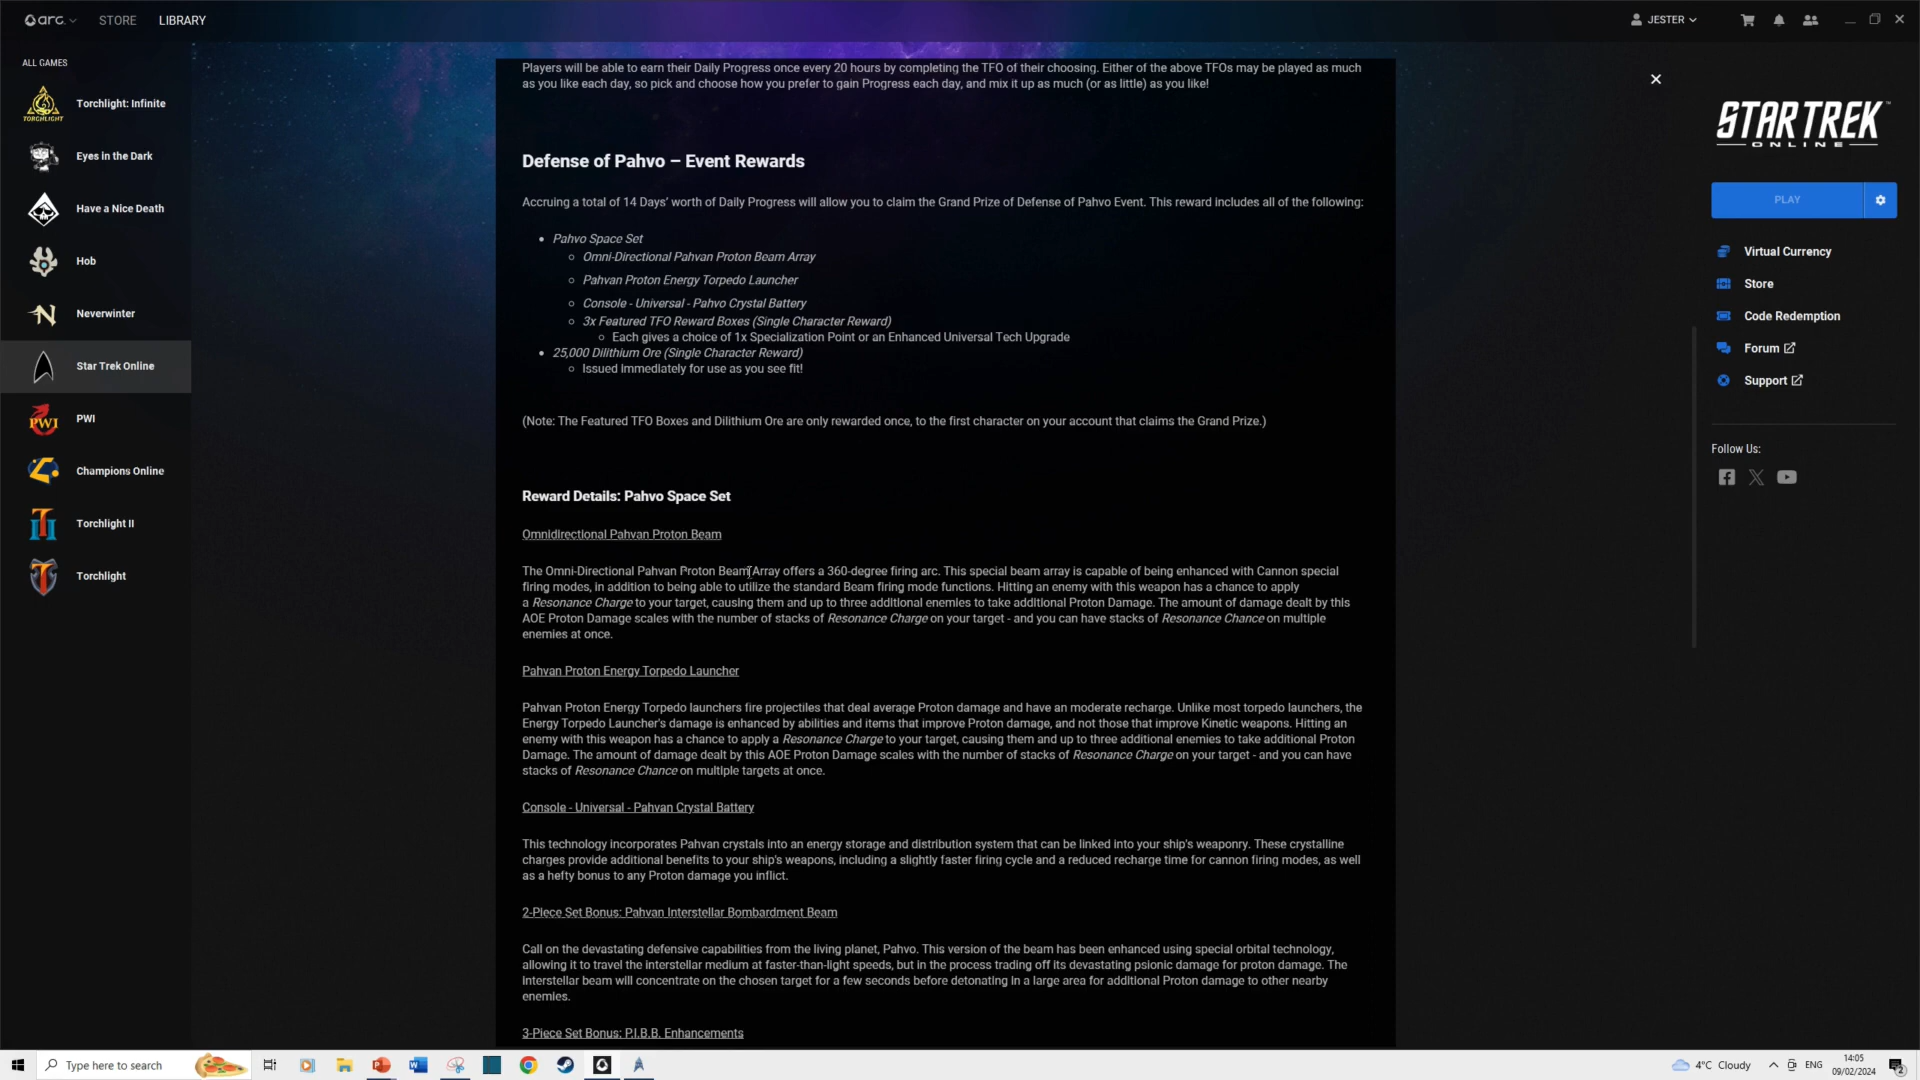 arc
STORE
LIBRARY
JESTER
ALL GAMES
TORCHLIGHT
Torchlight: Infinite
Eyes in the Dark
Have a Nice Death
Hob
Neverwinter
Star Trek Online
PWI
PWI
Champions Online
Torchlight II
Torchlight
Players will be able to earn their Daily Progress once every 20 hours by completing the TFO of their choosing. Either of the above TFOs may be played as much
as you like each day, so pick and choose how you prefer to gain Progress each day, and mix it up as much (or as little) as you like!
Defense of Pahvo – Event Rewards
Accruing a total of 14 Days' worth of Daily Progress will allow you to claim the Grand Prize of Defense of Pahvo Event. This reward includes all of the following:
• Pahvo Space Set
○ Omni-Directional Pahvan Proton Beam Array
○ Pahvan Proton Energy Torpedo Launcher
○ Console - Universal - Pahvo Crystal Battery
○ 3x Featured TFO Reward Boxes (Single Character Reward)
○ Each gives a choice of 1x Specialization Point or an Enhanced Universal Tech Upgrade
• 25,000 Dilithium Ore (Single Character Reward)
○ Issued immediately for use as you see fit!
(Note: The Featured TFO Boxes and Dilithium Ore are only rewarded once, to the first character on your account that claims the Grand Prize.)
Reward Details: Pahvo Space Set
Omnidirectional Pahvan Proton Beam
The Omni-Directional Pahvan Proton Beam Array offers a 360-degree firing arc. This special beam array is capable of being enhanced with Cannon special
firing modes, in addition to being able to utilize the standard Beam firing mode functions. Hitting an enemy with this weapon has a chance to apply
a Resonance Charge to your target, causing them and up to three additional enemies to take additional Proton Damage. The amount of damage dealt by this
AOE Proton Damage scales with the number of stacks of Resonance Charge on your target - and you can have stacks of Resonance Chance on multiple
enemies at once.
Pahvan Proton Energy Torpedo Launcher
Pahvan Proton Energy Torpedo launchers fire projectiles that deal average Proton damage and have an moderate recharge. Unlike most torpedo launchers, the
Energy Torpedo Launcher's damage is enhanced by abilities and items that improve Proton damage, and not those that improve Kinetic weapons. Hitting an
enemy with this weapon has a chance to apply a Resonance Charge to your target, causing them and up to three additional enemies to take additional Proton
Damage. The amount of damage dealt by this AOE Proton Damage scales with the number of stacks of Resonance Charge on your target - and you can have
stacks of Resonance Chance on multiple targets at once.
Console - Universal - Pahvan Crystal Battery
This technology incorporates Pahvan crystals into an energy storage and distribution system that can be linked into your ship's weaponry. These crystalline
charges provide additional benefits to your ship's weapons, including a slightly faster firing cycle and a reduced recharge time for cannon firing modes, as well
as a hefty bonus to any Proton damage you inflict.
2-Piece Set Bonus: Pahvan Interstellar Bombardment Beam
Call on the devastating defensive capabilities from the living planet, Pahvo. This version of the beam has been enhanced using special orbital technology,
allowing it to travel the interstellar medium at faster-than-light speeds, but in the process trading off its devastating psionic damage for proton damage. The
Interstellar beam will concentrate on the chosen target for a few seconds before detonating in a large area for additional Proton damage to other nearby
enemies.
3-Piece Set Bonus: P.I.B.B. Enhancements
STAR TREK
ONLINE
PLAY
Virtual Currency
Store
Code Redemption
Forum
Support
Follow Us:
Type here to search
4°C Cloudy
ENG
14:05
09/02/2024
2